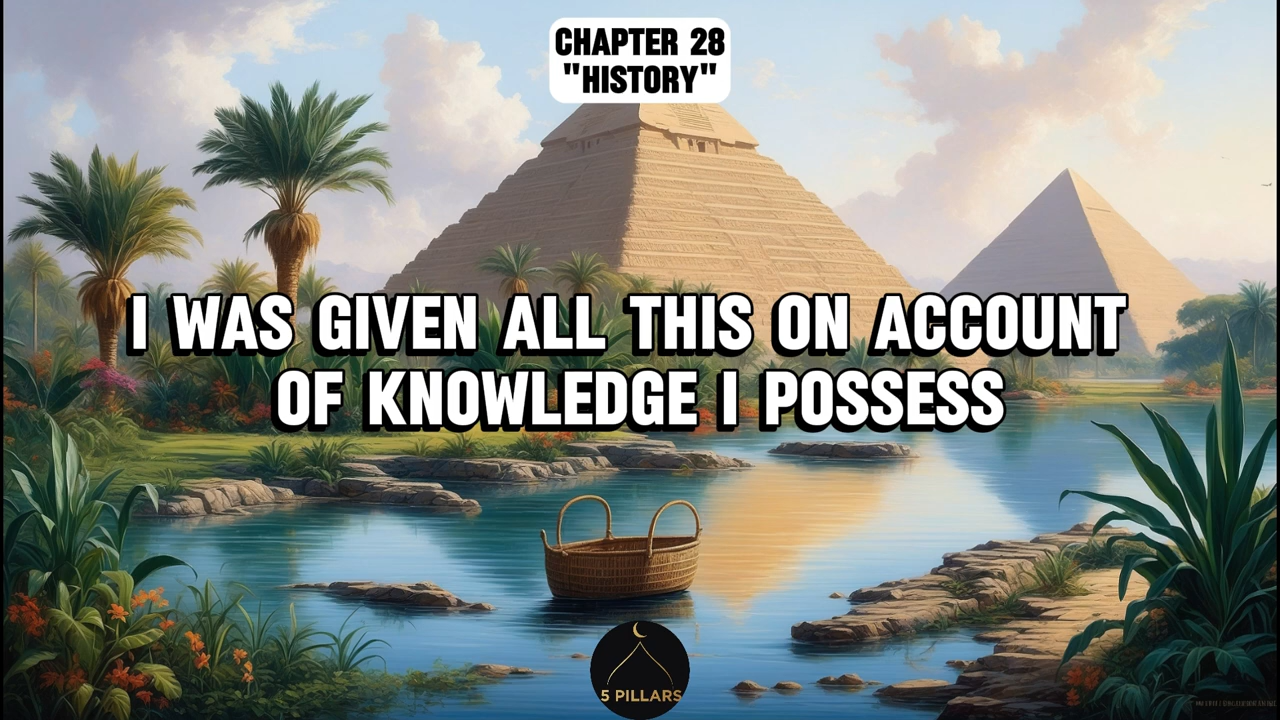 CHAPTER 28
"HISTORY"
I WAS GIVEN ALL THIS ON ACCOUNT
OF KNOWLEDGE I POSSESS
5 PILLARS